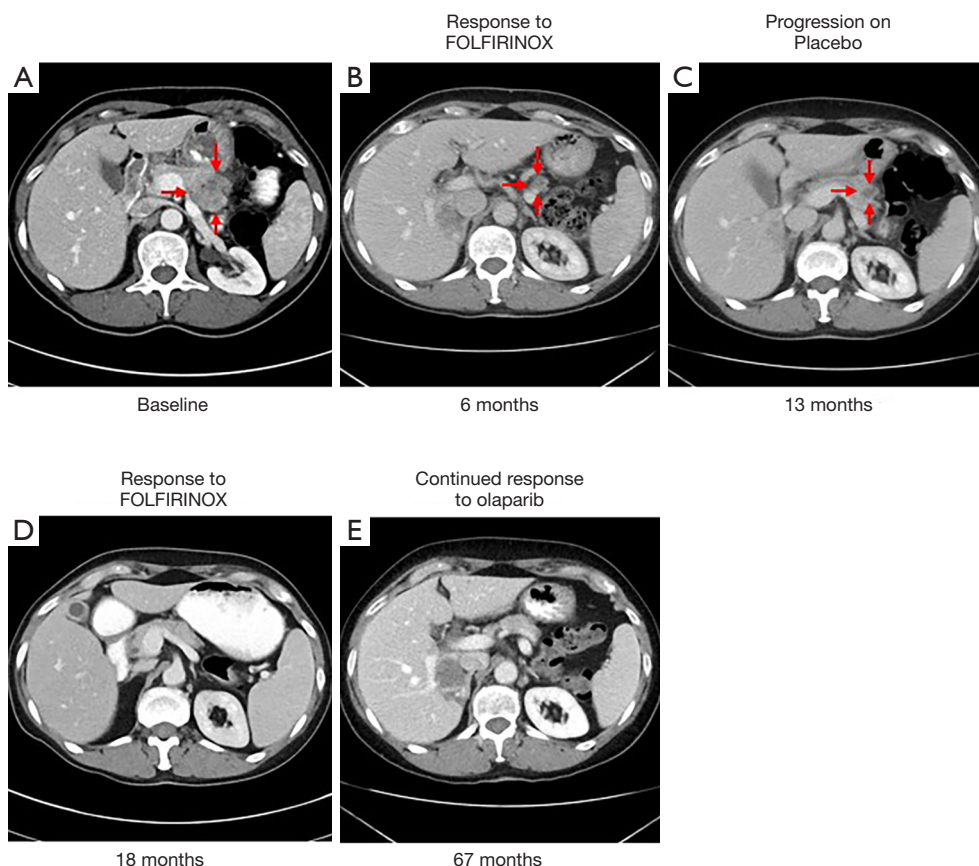 Response to
FOLFIRINOX
Progression on
Placebo
A
B
C
Baseline
6 months
13 months
Response to
FOLFIRINOX
Continued response
to olaparib
D
E
18 months
67 months